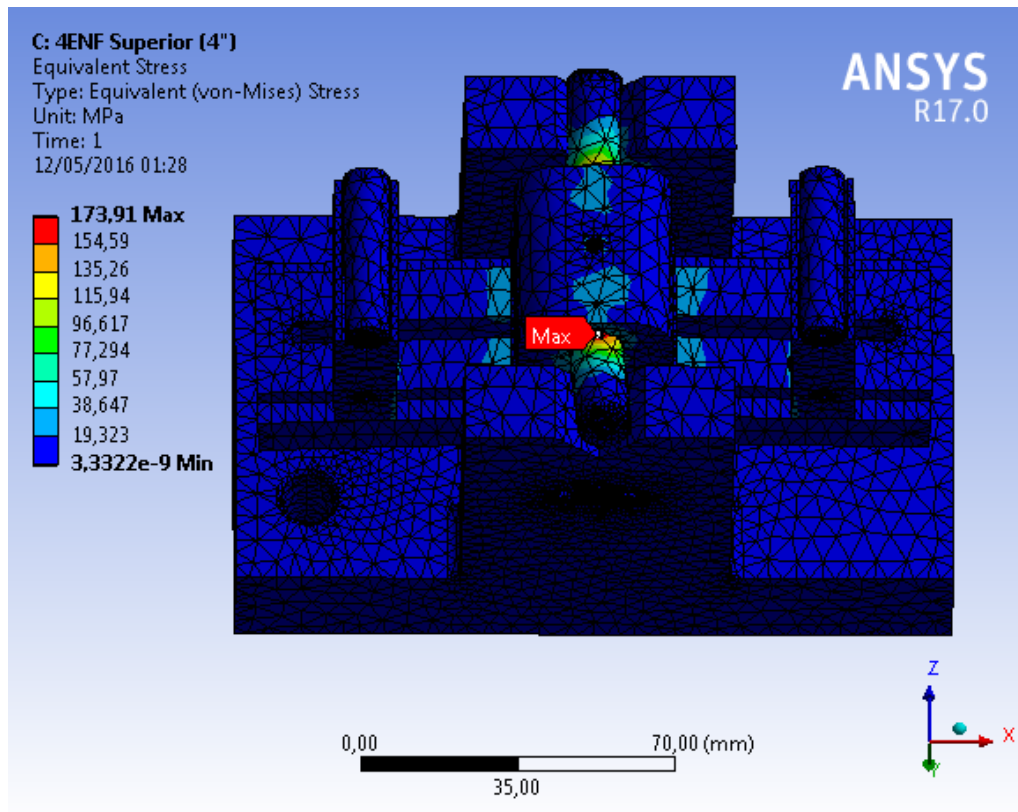 C: 4ENF Superior (4")
Equivalent Stress
Type: Equivalent (von-Mises) Stress
Unit: MPa
Time: 1
12/05/2016 01:28
ANSYS
R17.0
173,91 Max
154,59
135,26
115,94
96,617
77,294
57,97
38,647
19,323
3,3322e-9 Min
Max
0,00
70,00 (mm)
35,00
Z
X
Y